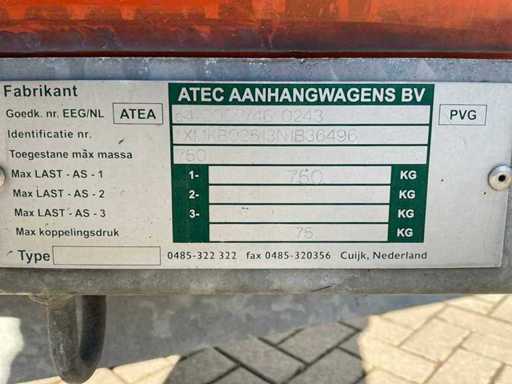 Fabrikant ATEC AANHANGWAGENS BV
Goedk. nr. EEG/NL ATEA 0243 PVG
Identificatie nr.
Toegestane max massa 750
Max LAST - AS - 1 1- 750 KG
Max LAST - AS - 2 2- KG
Max LAST - AS - 3 3- KG
Max koppelingsdruk 75 KG
Type 0485-322 322 fax 0485-320356 Cuijk, Nederland